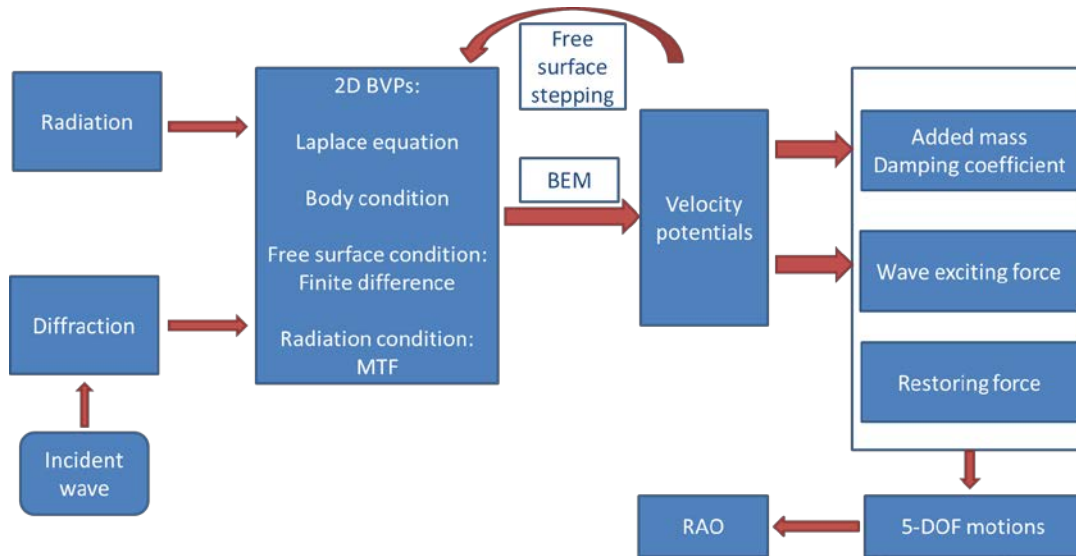 Radiation
Diffraction
Incident
wave
2D BVPs:
Laplace equation
Body condition
Free surface condition:
Finite difference
Radiation condition:
MTF
Free
surface
stepping
BEM
Velocity
potentials
Added mass
Damping coefficient
Wave exciting force
Restoring force
5-DOF motions
RAO